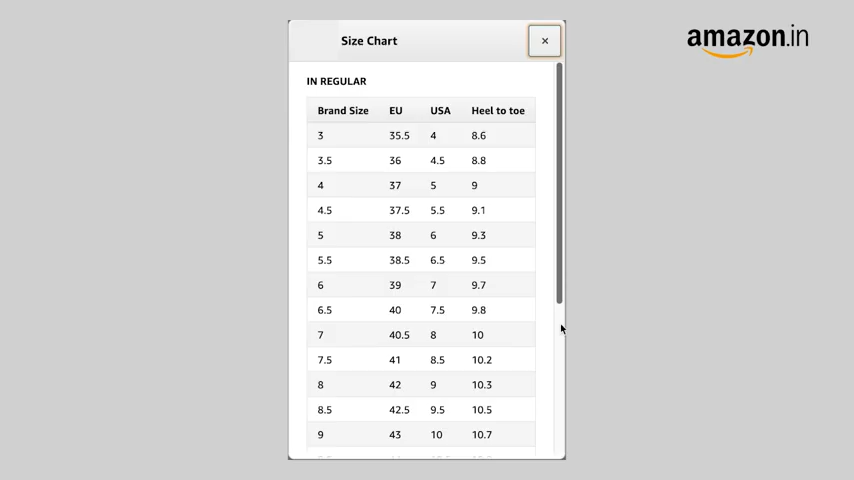 Size Chart
×
amazon.in
IN REGULAR
Brand Size EU USA Heel to toe
3 35.5 4 8.6
3.5 36 4.5 8.8
4 37 5 9
4.5 37.5 5.5 9.1
5 38 6 9.3
5.5 38.5 6.5 9.5
6 39 7 9.7
6.5 40 7.5 9.8
7 40.5 8 10
7.5 41 8.5 10.2
8 42 9 10.3
8.5 42.5 9.5 10.5
9 43 10 10.7